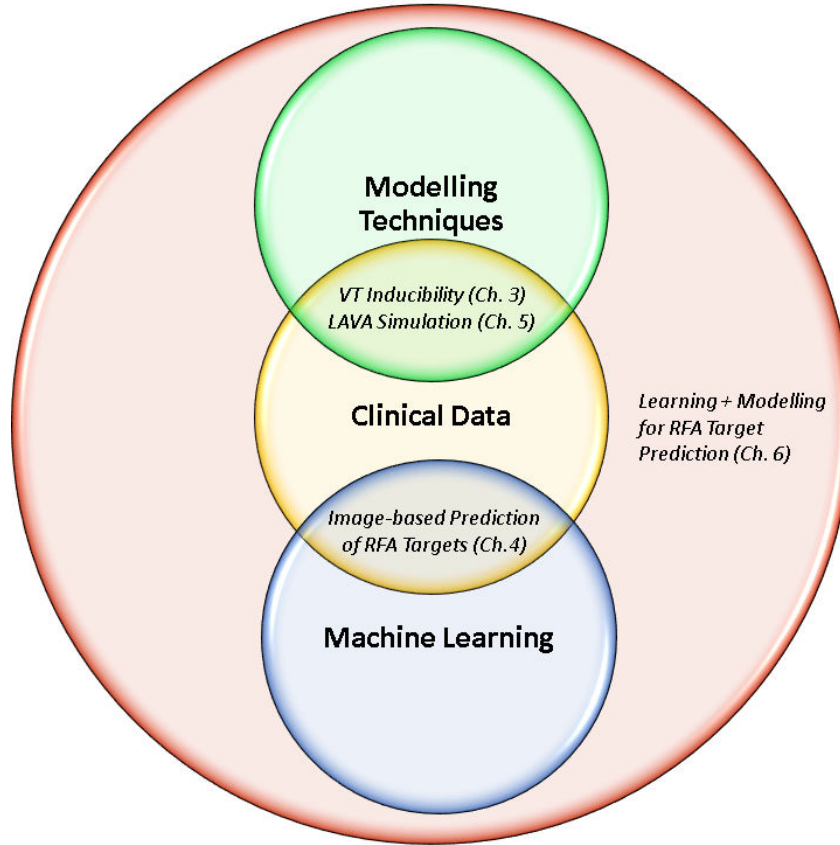 Modelling
Techniques
VT Inducibility (Ch. 3)
LAVA Simulation (Ch. 5)
Clinical Data
Learning + Modelling
for RFA Target
Prediction (Ch. 6)
Image-based Prediction
of RFA Targets (Ch.4)
Machine Learning